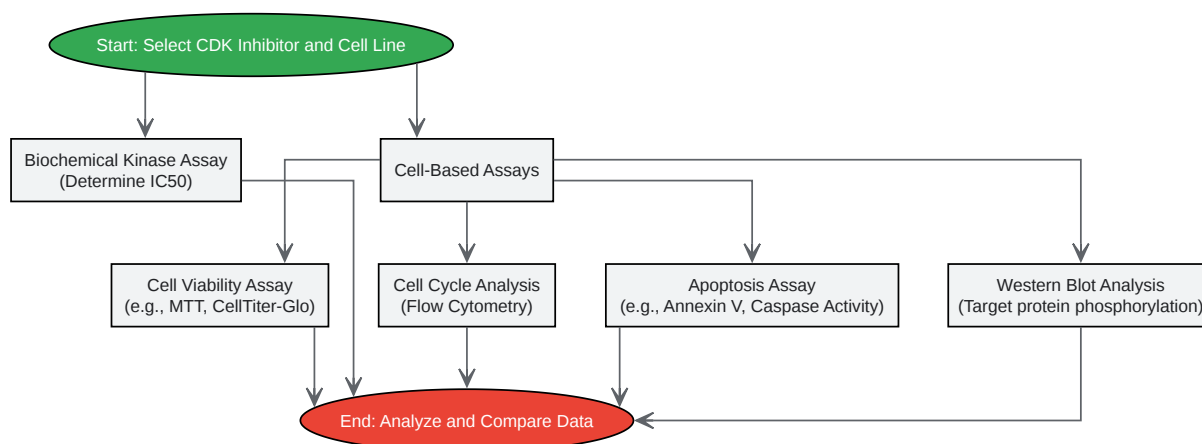 Start: Select CDK Inhibitor and Cell Line
Biochemical Kinase Assay
(Determine IC50)
Cell-Based Assays
Cell Viability Assay
(e.g., MTT, CellTiter-Glo)
Cell Cycle Analysis
(Flow Cytometry)
Apoptosis Assay
(e.g., Annexin V, Caspase Activity)
Western Blot Analysis
(Target protein phosphorylation)
End: Analyze and Compare Data